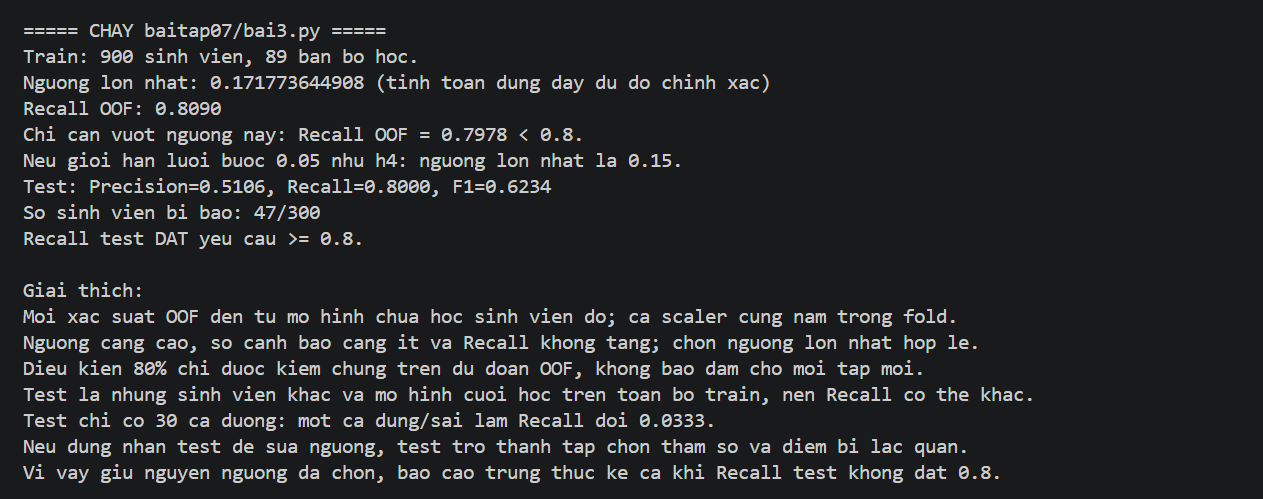 ===== CHAY baitap07/bai3.py =====
Train: 900 sinh vien, 89 ban bo hoc.
Nguong lon nhat: 0.171773644908 (tinh toan dung day du do chinh xac)
Recall OOF: 0.8090
Chi can vuot nguong nay: Recall OOF = 0.7978 < 0.8.
Neu gioi han luoi buoc 0.05 nhu h4: nguong lon nhat la 0.15.
Test: Precision=0.5106, Recall=0.8000, F1=0.6234
So sinh vien bi bao: 47/300
Recall test DAT yeu cau >= 0.8.

Giai thich:
Moi xac suat OOF den tu mo hinh chua hoc sinh vien do; ca scaler cung nam trong fold.
Nguong cang cao, so canh bao cang it va Recall khong tang; chon nguong lon nhat hop le.
Dieu kien 80% chi duoc kiem chung tren du doan OOF, khong bao dam cho moi tap moi.
Test la nhung sinh vien khac va mo hinh cuoi hoc tren toan bo train, nen Recall co the khac.
Test chi co 30 ca duong: mot ca dung/sai lam Recall doi 0.0333.
Neu dung nhan test de sua nguong, test tro thanh tap chon tham so va diem bi lac quan.
Vi vay giu nguyen nguong da chon, bao cao trung thuc ke ca khi Recall test khong dat 0.8.